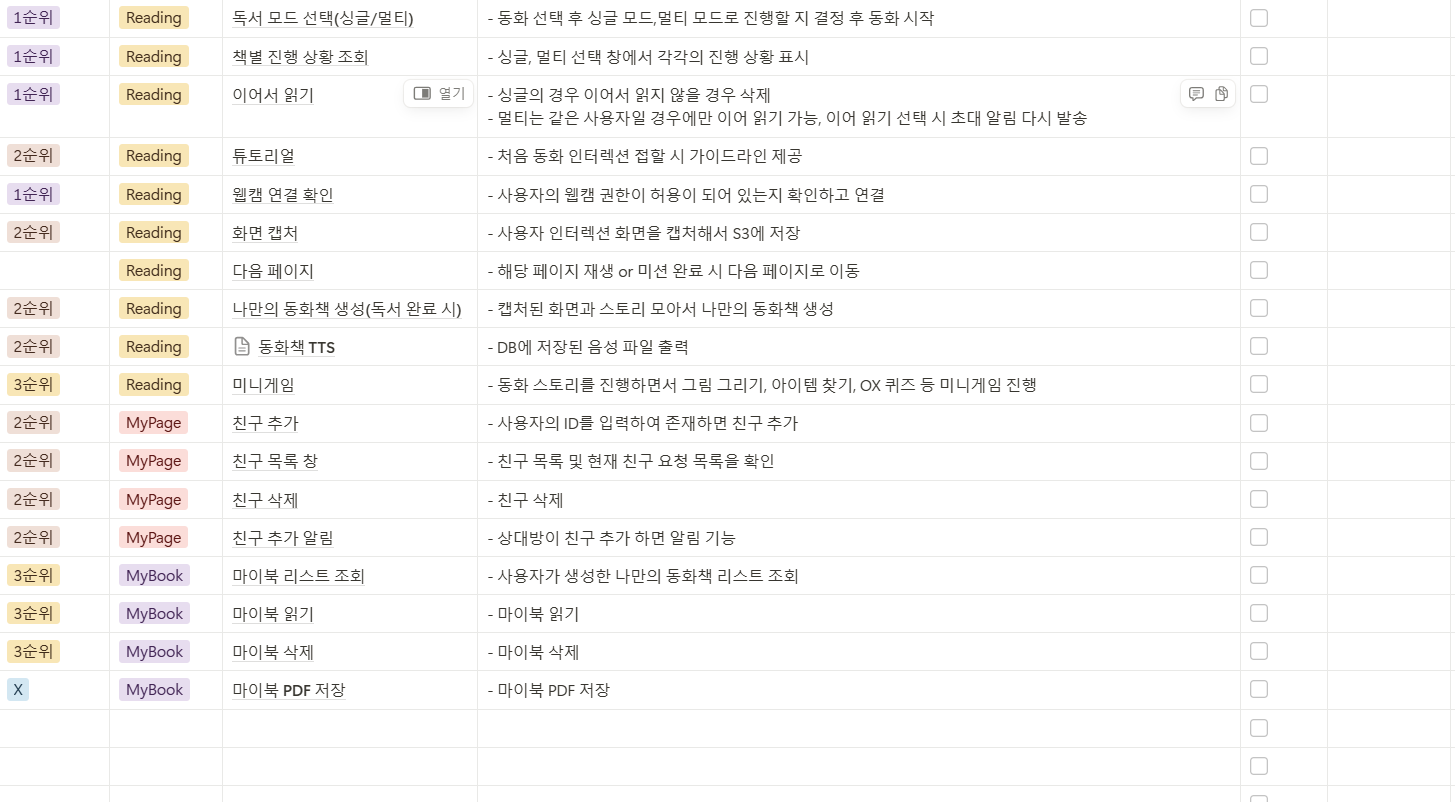 1순위 Reading 독서 모드 선택(싱글/멀티) - 동화 선택 후 싱글 모드,멀티 모드로 진행할 지 결정 후 동화 시작
1순위 Reading 책별 진행 상황 조회 - 싱글, 멀티 선택 창에서 각각의 진행 상황 표시
1순위 Reading 이어서 읽기 열기 - 싱글의 경우 이어서 읽지 않을 경우 삭제
- 멀티는 같은 사용자일 경우에만 이어 읽기 가능, 이어 읽기 선택 시 초대 알림 다시 발송
2순위 Reading 튜토리얼 - 처음 동화 인터렉션 접할 시 가이드라인 제공
1순위 Reading 웹캠 연결 확인 - 사용자의 웹캠 권한이 허용이 되어 있는지 확인하고 연결
2순위 Reading 화면 캡처 - 사용자 인터렉션 화면을 캡처해서 S3에 저장
Reading 다음 페이지 - 해당 페이지 재생 or 미션 완료 시 다음 페이지로 이동
2순위 Reading 나만의 동화책 생성(독서 완료 시) - 캡처된 화면과 스토리 모아서 나만의 동화책 생성
2순위 Reading 동화책 TTS - DB에 저장된 음성 파일 출력
3순위 Reading 미니게임 - 동화 스토리를 진행하면서 그림 그리기, 아이템 찾기, OX 퀴즈 등 미니게임 진행
2순위 MyPage 친구 추가 - 사용자의 ID를 입력하여 존재하면 친구 추가
2순위 MyPage 친구 목록 창 - 친구 목록 및 현재 친구 요청 목록을 확인
2순위 MyPage 친구 삭제 - 친구 삭제
2순위 MyPage 친구 추가 알림 - 상대방이 친구 추가 하면 알림 기능
3순위 MyBook 마이북 리스트 조회 - 사용자가 생성한 나만의 동화책 리스트 조회
3순위 MyBook 마이북 읽기 - 마이북 읽기
3순위 MyBook 마이북 삭제 - 마이북 삭제
X MyBook 마이북 PDF 저장 - 마이북 PDF 저장